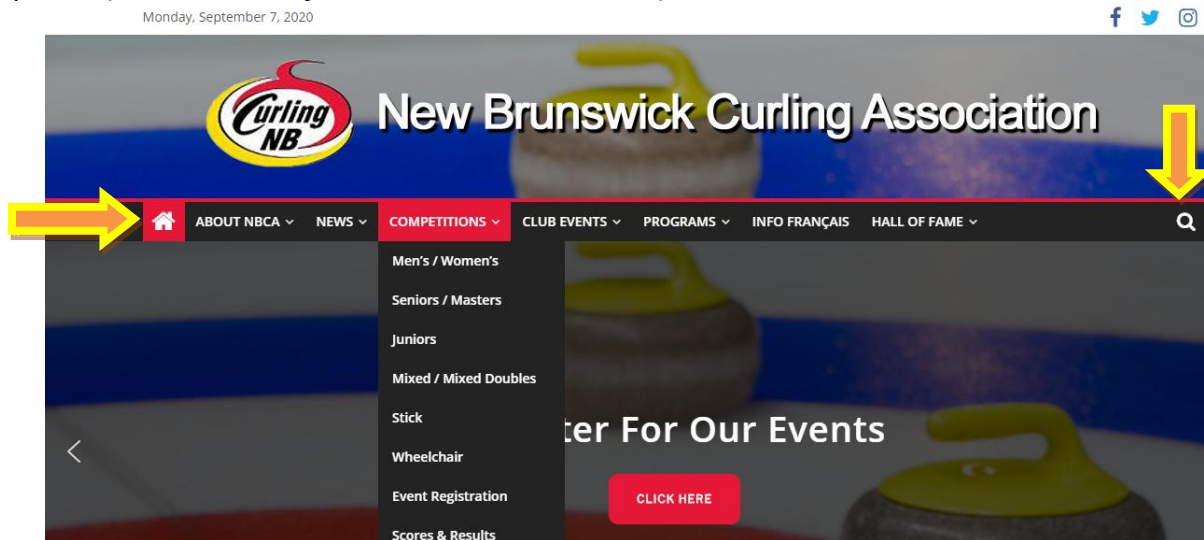 Monday, September 7, 2020
Curling
NB
New Brunswick Curling Association
ABOUT NBCA NEWS COMPETITIONS CLUB EVENTS PROGRAMS INFO FRANÇAIS HALL OF FAME
Men's / Women's
Seniors / Masters
Juniors
Mixed / Mixed Doubles
Stick
ter For Our Events
Wheelchair
Event Registration
CLICK HERE
Scores & Results